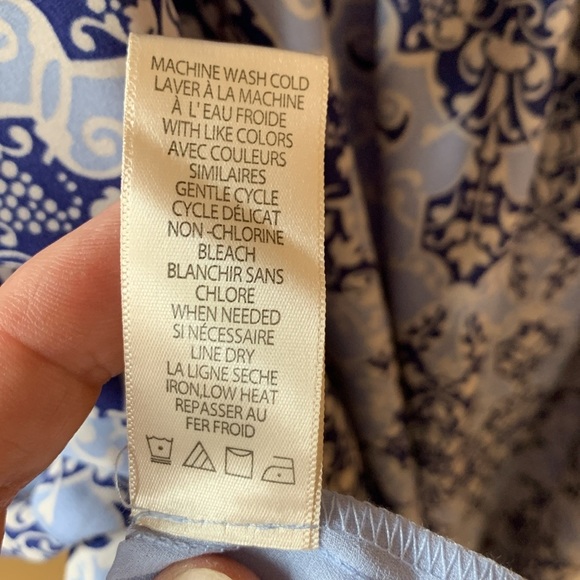 MACHINE WASH COLD
LAVER À LA MACHINE
À L' EAU FROIDE
WITH LIKE COLORS
AVEC COULEURS
SIMILAIRES
GENTLE CYCLE
CYCLE DÉLICAT
NON -CHLORINE
BLEACH
BLANCHIR SANS
CHLORE
WHEN NEEDED
SI NÉCESSAIRE
LINE DRY
LA LIGNE SECHE
IRON,LOW HEAT
REPASSER AU
FER FROID